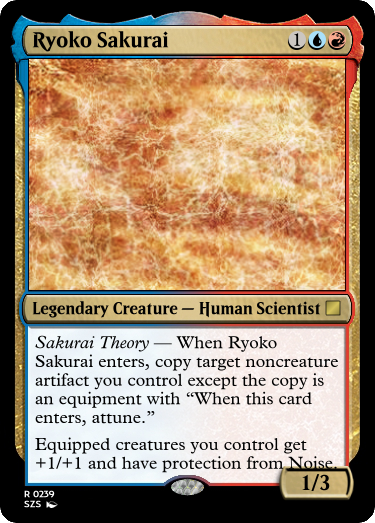 Ryoko Sakurai 1
Legendary Creature — Human Scientist
Sakurai Theory — When Ryoko
Sakurai enters, copy target noncreature
artifact you control except the copy is
an equipment with “When this card
enters, attune.”
Equipped creatures you control get
+1/+1 and have protection from Noise.
1/3
R 0239
SZS